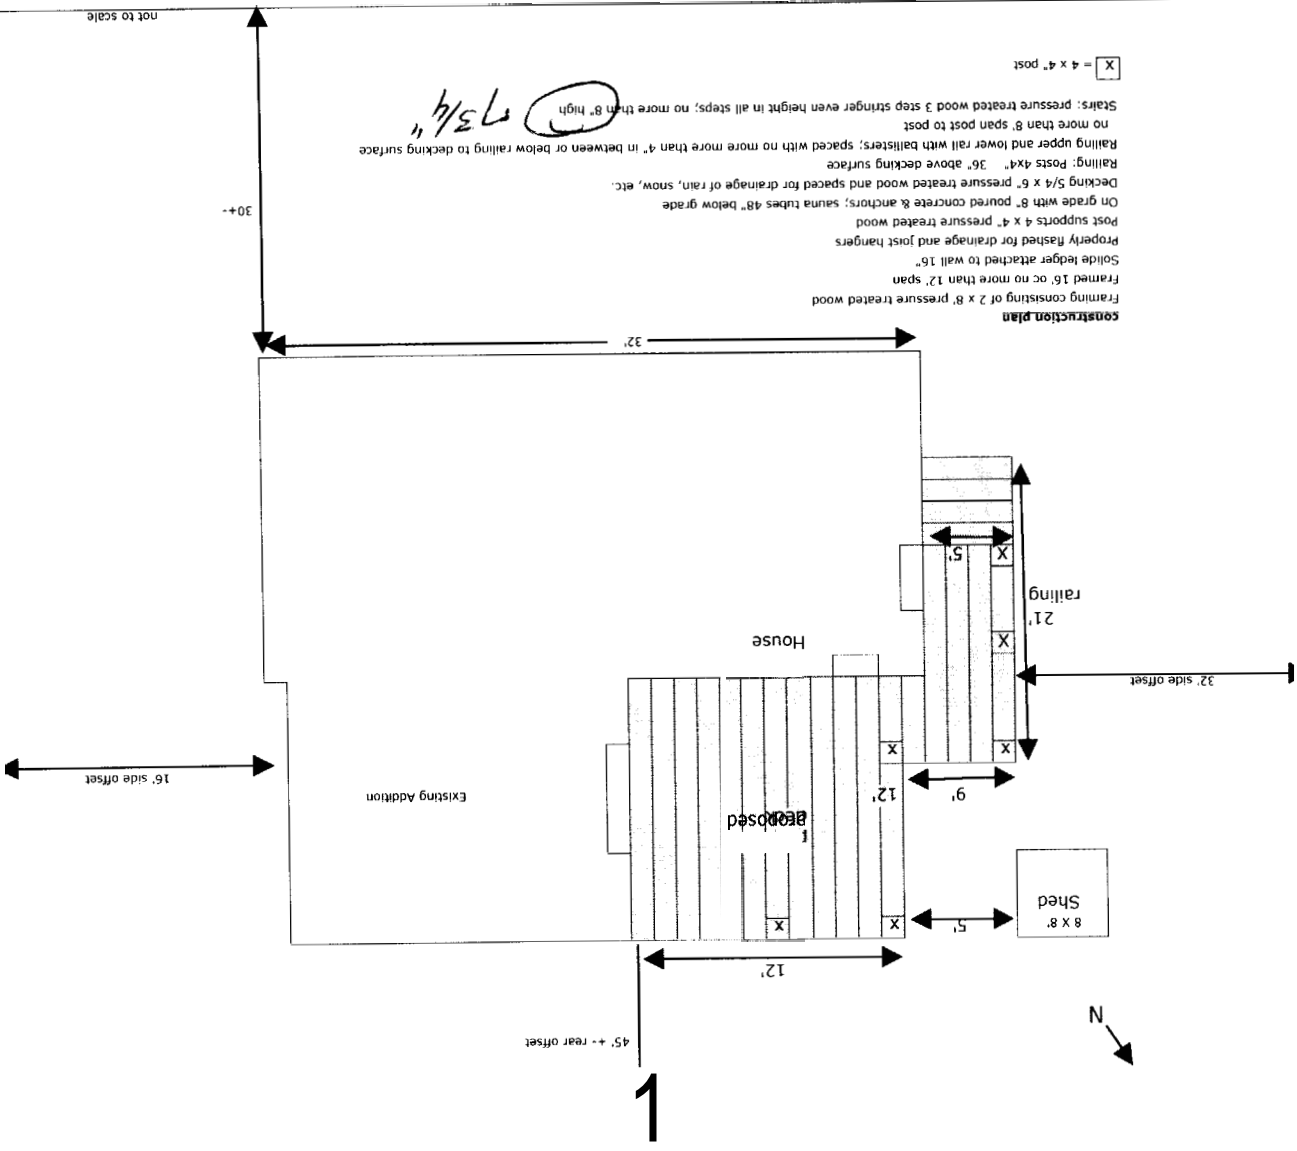 1
N
45' +- rear offset
12'
8 X 8'
Shed
5'
X
X
proposed
Existing Addition
9'
12'
16' side offset
X
X
32' side offset
House
X
21'
railing
X
5'
32'
construction plan
Framing consisting of 2 x 8' pressure treated wood
Framed 16' oc no more than 12' span
Solide ledger attached to wall 16"
Properly flashed for drainage and joist hangers
Post supports 4 x 4" pressure treated wood
On grade with 8" poured concrete & anchors; sauna tubes 48" below grade
Decking 5/4 x 6" pressure treated wood and spaced for drainage of rain, snow, etc.
Railing: Posts 4x4" 36" above decking surface
Railing upper and lower rail with ballisters; spaced with no more more than 4" in between or below railing to decking surface
no more than 8' span post to post
Stairs: pressure treated wood 3 step stringer even height in all steps; no more than 8" high
7 3/4"
X = 4 x 4" post
30+-
not to scale